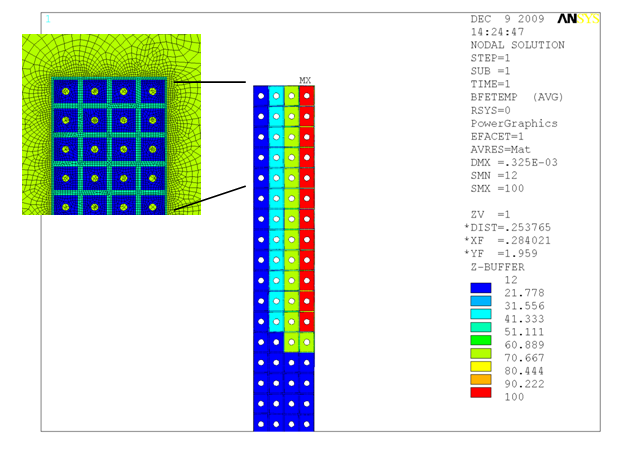 1
DEC 9 2009 ANSYS
14:24:47
NODAL SOLUTION
STEP=1
SUB =1
TIME=1
BFETEMP (AVG)
RSYS=0
PowerGraphics
EFACET=1
AVRES=Mat
DMX =.325E-03
SMN =12
SMX =100
ZV =1
*DIST=.253765
*XF =.284021
*YF =1.959
Z-BUFFER
12
21.778
31.556
41.333
51.111
60.889
70.667
80.444
90.222
100
MX